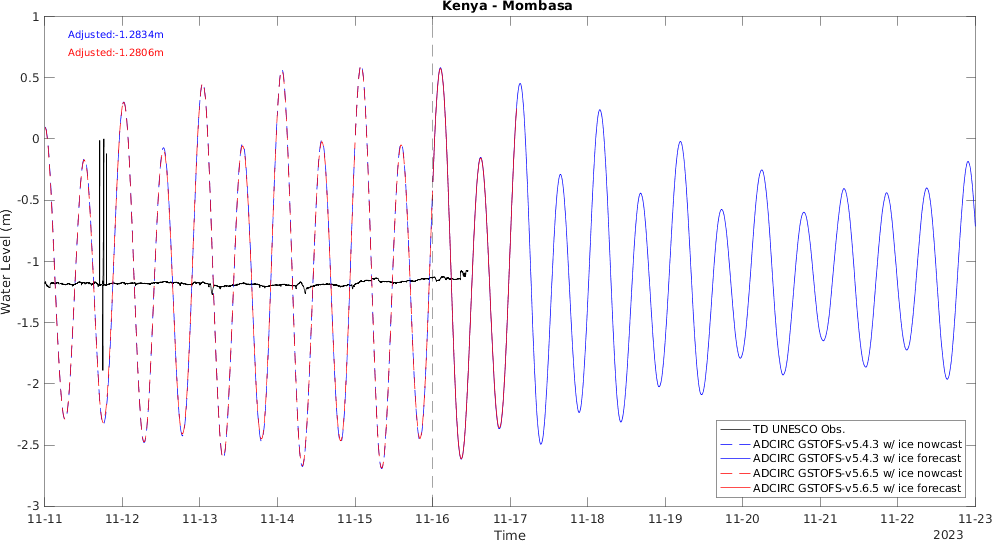 Kenya - Mombasa
Adjusted:-1.2834m
Adjusted:-1.2806m
Water Level (m)
1
0.5
0
-0.5
-1
-1.5
-2
-2.5
-3
TD UNESCO Obs.
ADCIRC GSTOFS-v5.4.3 w/ ice nowcast
ADCIRC GSTOFS-v5.4.3 w/ ice forecast
ADCIRC GSTOFS-v5.6.5 w/ ice nowcast
ADCIRC GSTOFS-v5.6.5 w/ ice forecast
11-11 11-12 11-13 11-14 11-15 11-16 11-17 11-18 11-19 11-20 11-21 11-22 11-23
Time
2023